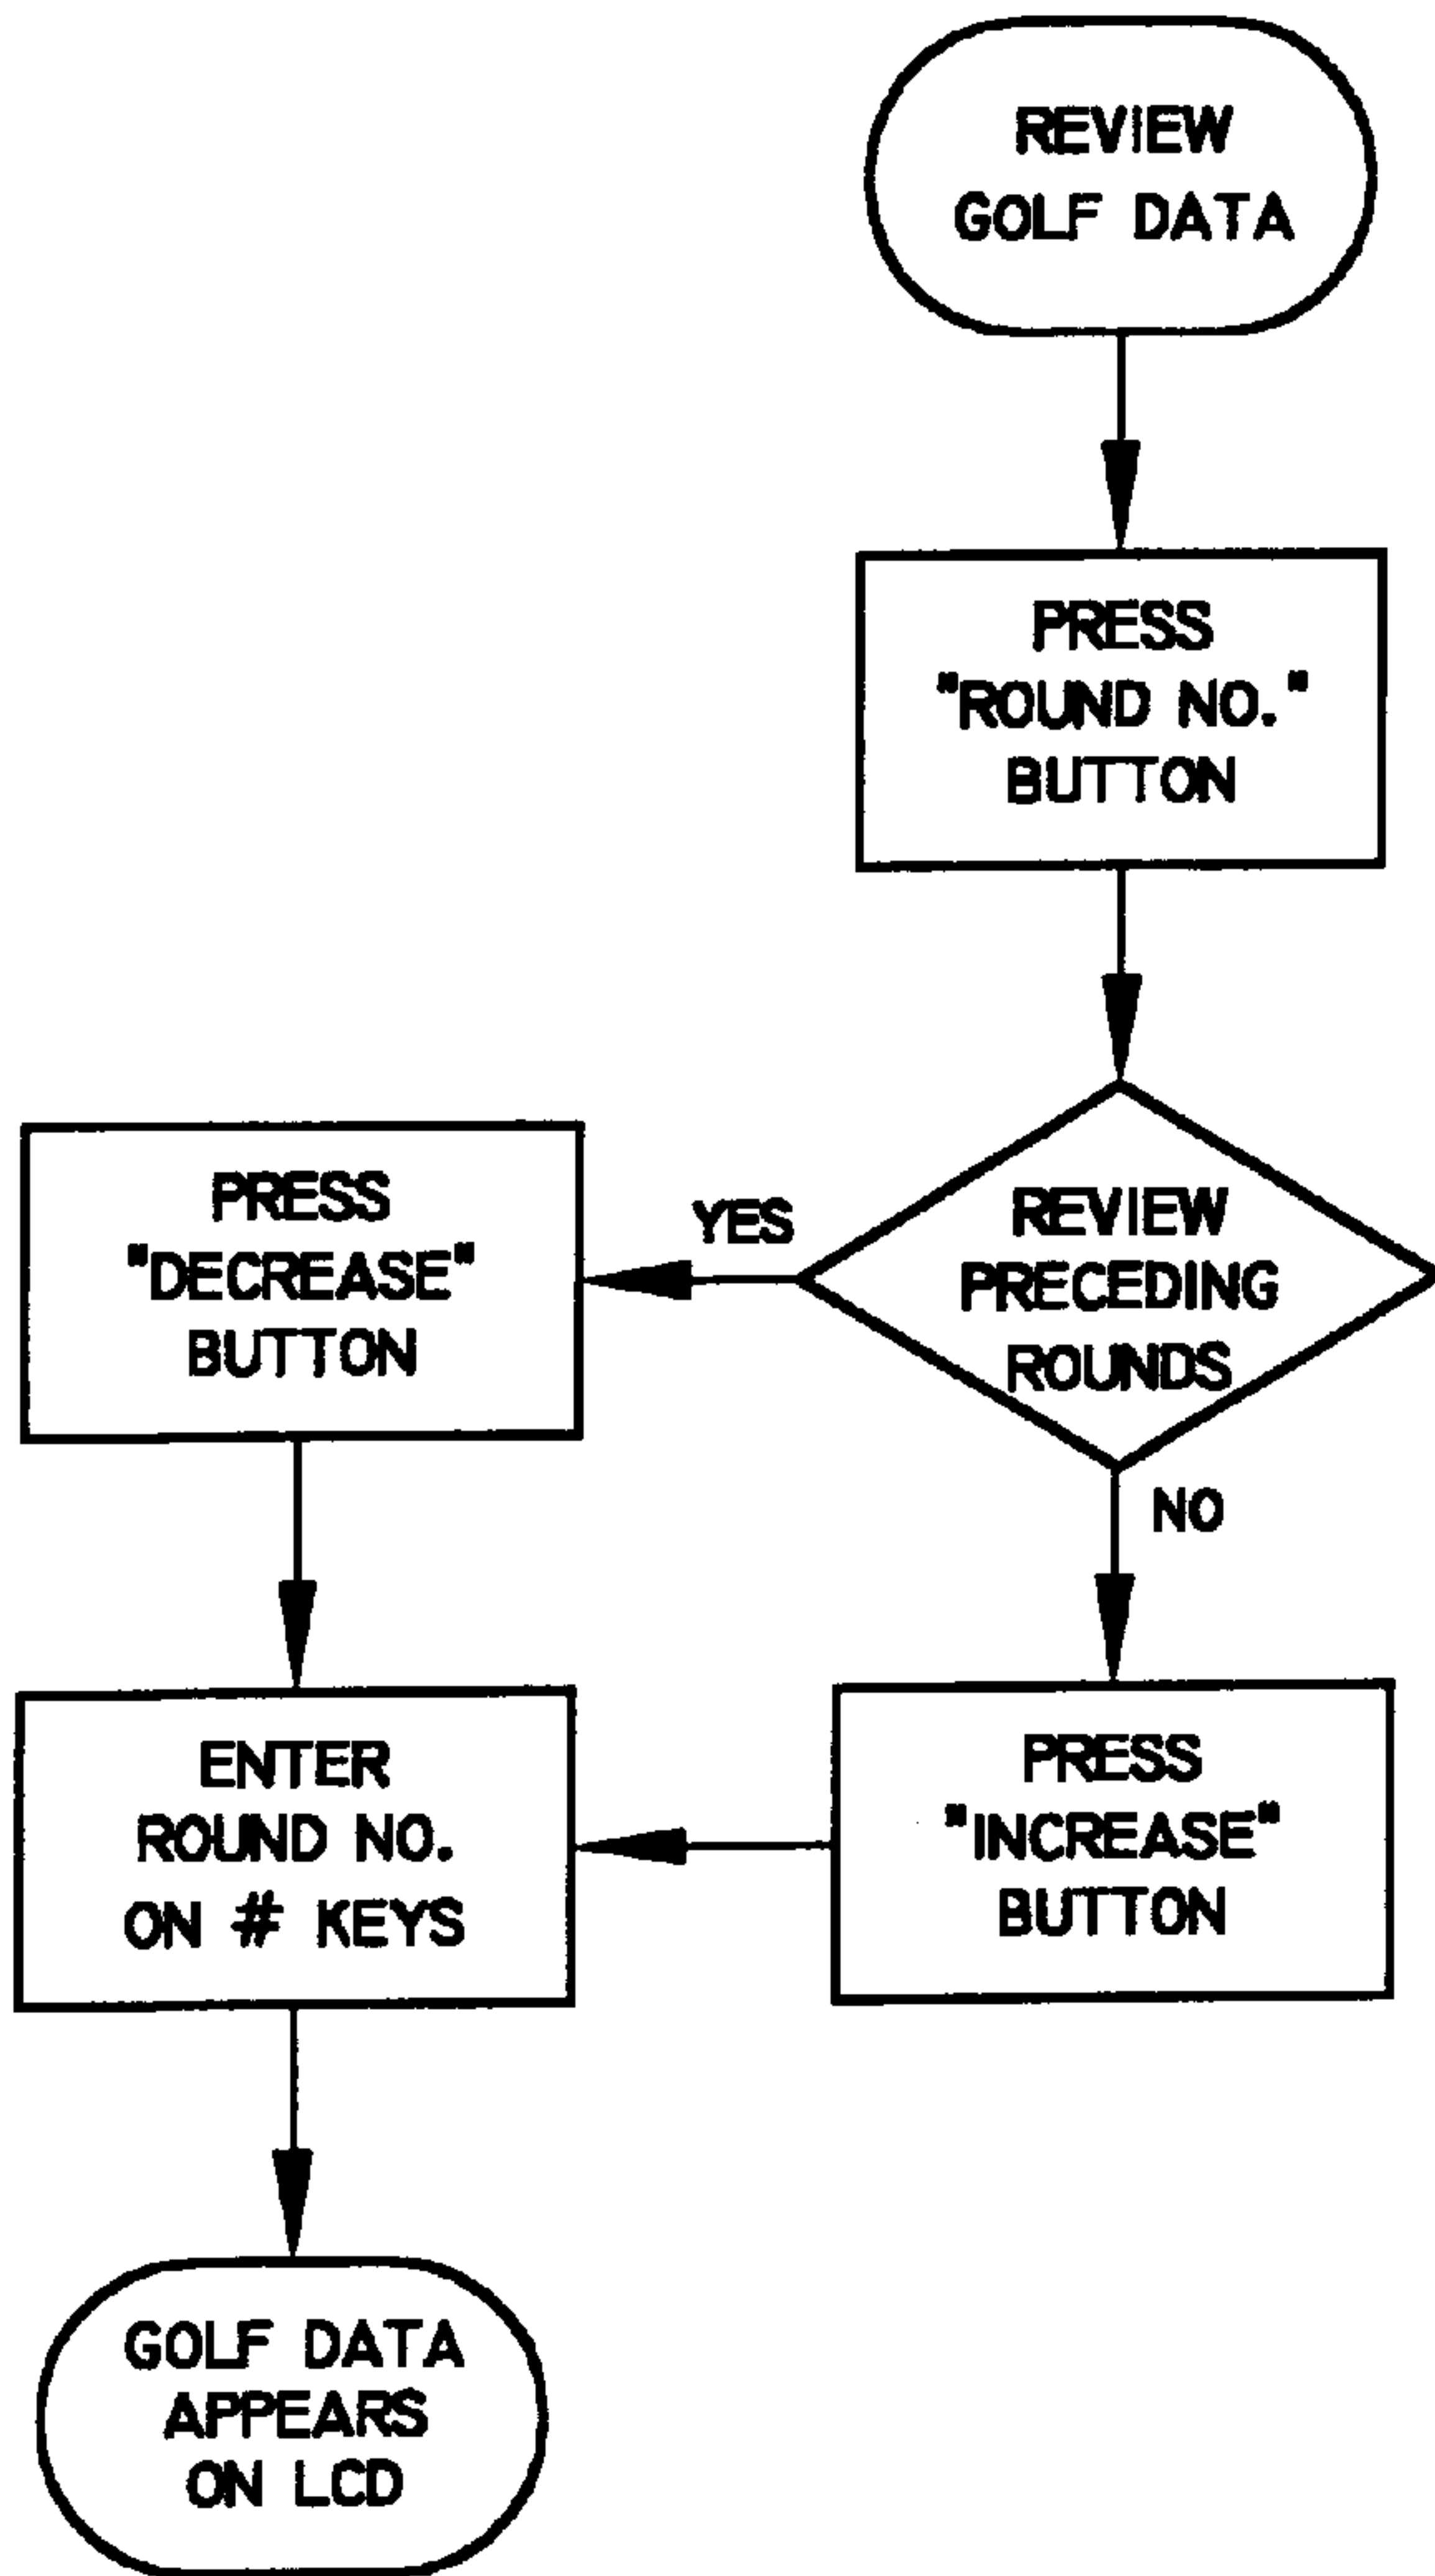 REVIEW
GOLF DATA
PRESS
"ROUND NO."
BUTTON
REVIEW
PRECEDING
ROUNDS
YES
PRESS
"DECREASE"
BUTTON
NO
PRESS
"INCREASE"
BUTTON
ENTER
ROUND NO.
ON # KEYS
GOLF DATA
APPEARS
ON LCD